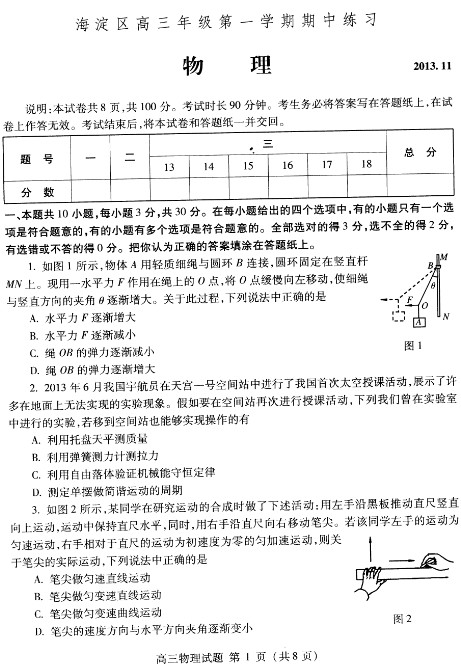 海淀区高三年级第一学期期中练习
物 理
2013.11
说明:本试卷共8页,共100分。考试时长90分钟。考生务必将答案写在答题纸上,在试
卷上作答无效。考试结束后,将本试卷和答题纸一并交回。
题 号 一 二 三 总 分
13 14 15 16 17 18
分 数
一、本题共10小题,每小题3分,共30分。在每小题给出的四个选项中,有的小题只有一个选
项是符合题意的,有的小题有多个选项是符合题意的。全部选对的得3分,选不全的得2分,
有选错或不答的得0分。把你认为正确的答案填涂在答题纸上。
1. 如图1所示,物体A用轻质细绳与圆环B连接,圆环固定在竖直杆
MN上。现用一水平力F作用在绳上的O点,将O点缓慢向左移动,使细绳
与竖直方向的夹角θ逐渐增大。关于此过程,下列说法中正确的是
A. 水平力F逐渐增大
B. 水平力F逐渐减小
C. 绳OB的弹力逐渐减小
D. 绳OB的弹力逐渐增大
M
B
θ
F
O
A
N
图1
2. 2013年6月我国宇航员在天宫一号空间站中进行了我国首次太空授课活动,展示了许
多在地面上无法实现的实验现象。假如要在空间站再次进行授课活动,下列我们曾在实验室
中进行的实验,若移到空间站也能够实现操作的有
A. 利用托盘天平测质量
B. 利用弹簧测力计测拉力
C. 利用自由落体验证机械能守恒定律
D. 测定单摆做简谐运动的周期
3. 如图2所示,某同学在研究运动的合成时做了下述活动:用左手沿黑板推动直尺竖直
向上运动,运动中保持直尺水平,同时,用右手沿直尺向右移动笔尖。若该同学左手的运动为
匀速运动,右手相对于直尺的运动为初速度为零的匀加速运动,则关
于笔尖的实际运动,下列说法中正确的是
A. 笔尖做匀速直线运动
B. 笔尖做匀变速直线运动
C. 笔尖做匀变速曲线运动
D. 笔尖的速度方向与水平方向夹角逐渐变小
图2
高三物理试题 第1页(共8页)